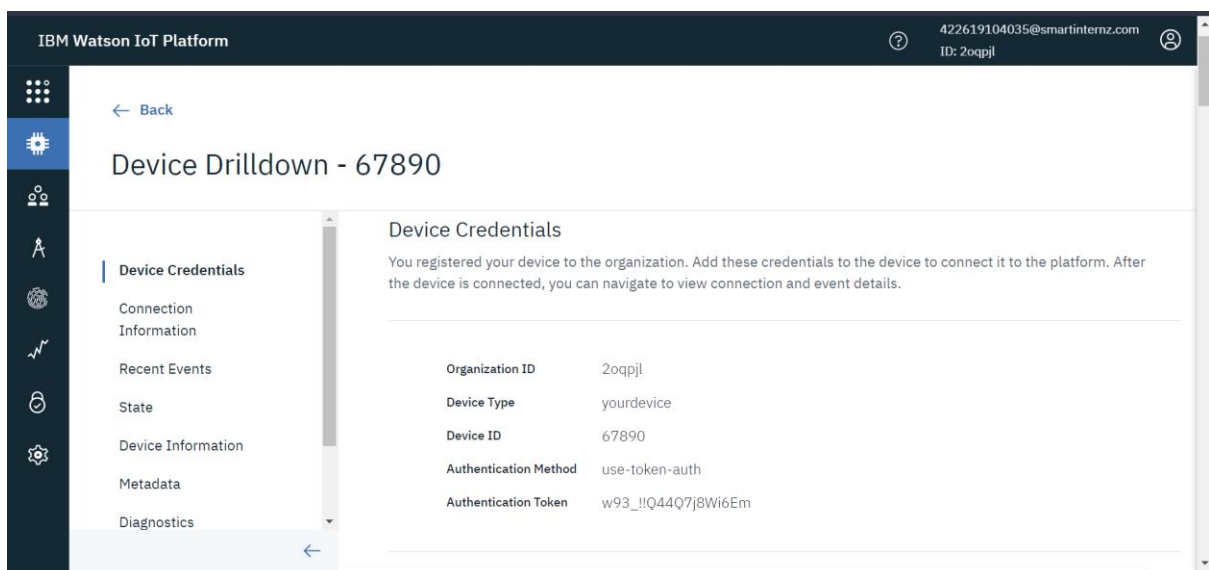 IBM Watson IoT Platform
422619104035@smartinternz.com
ID: 2oqpjl
Back
Device Drilldown - 67890
Device Credentials
Connection
Information
Recent Events
State
Device Information
Metadata
Diagnostics
Device Credentials
You registered your device to the organization. Add these credentials to the device to connect it to the platform. After
the device is connected, you can navigate to view connection and event details.
Organization ID 2oqpjl
Device Type yourdevice
Device ID 67890
Authentication Method use-token-auth
Authentication Token w93_!!Q44Q7j8Wi6Em